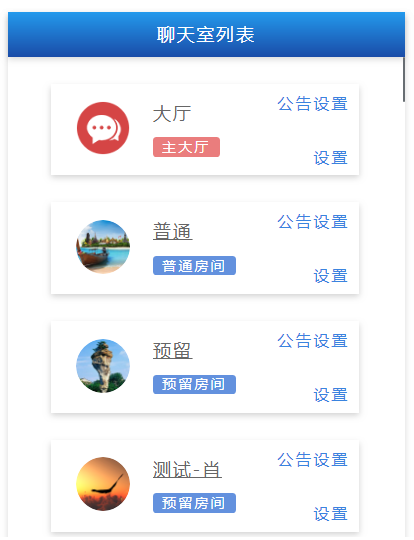 聊天室列表
大厅
公告设置
主大厅
设置
普通
公告设置
普通房间
设置
预留
公告设置
预留房间
设置
测试-肖
公告设置
预留房间
设置